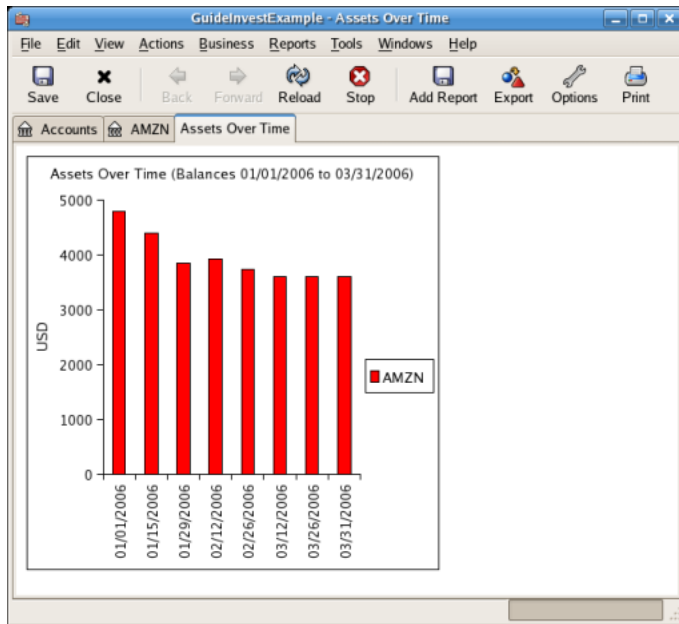 GuideInvestExample - Assets Over Time
File Edit View Actions Business Reports Tools Windows Help
Save Close Back Forward Reload Stop Add Report Export Options Print
Accounts AMZN Assets Over Time
Assets Over Time (Balances 01/01/2006 to 03/31/2006)
5000
4000
3000
2000
1000
0
USD
AMZN
01/01/2006
01/15/2006
01/29/2006
02/12/2006
02/26/2006
03/12/2006
03/26/2006
03/31/2006